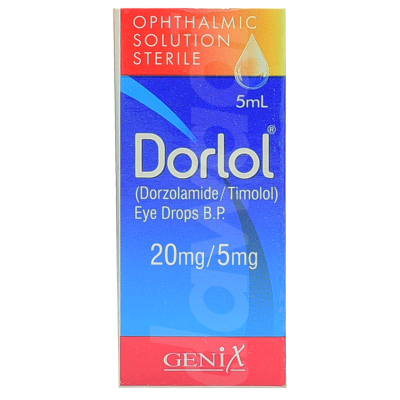 OPHTHALMIC
SOLUTION
STERILE
5mL
Dorlol®
(Dorzolamide/Timolol)
Eye Drops B.P.
20mg/5mg
GENIX